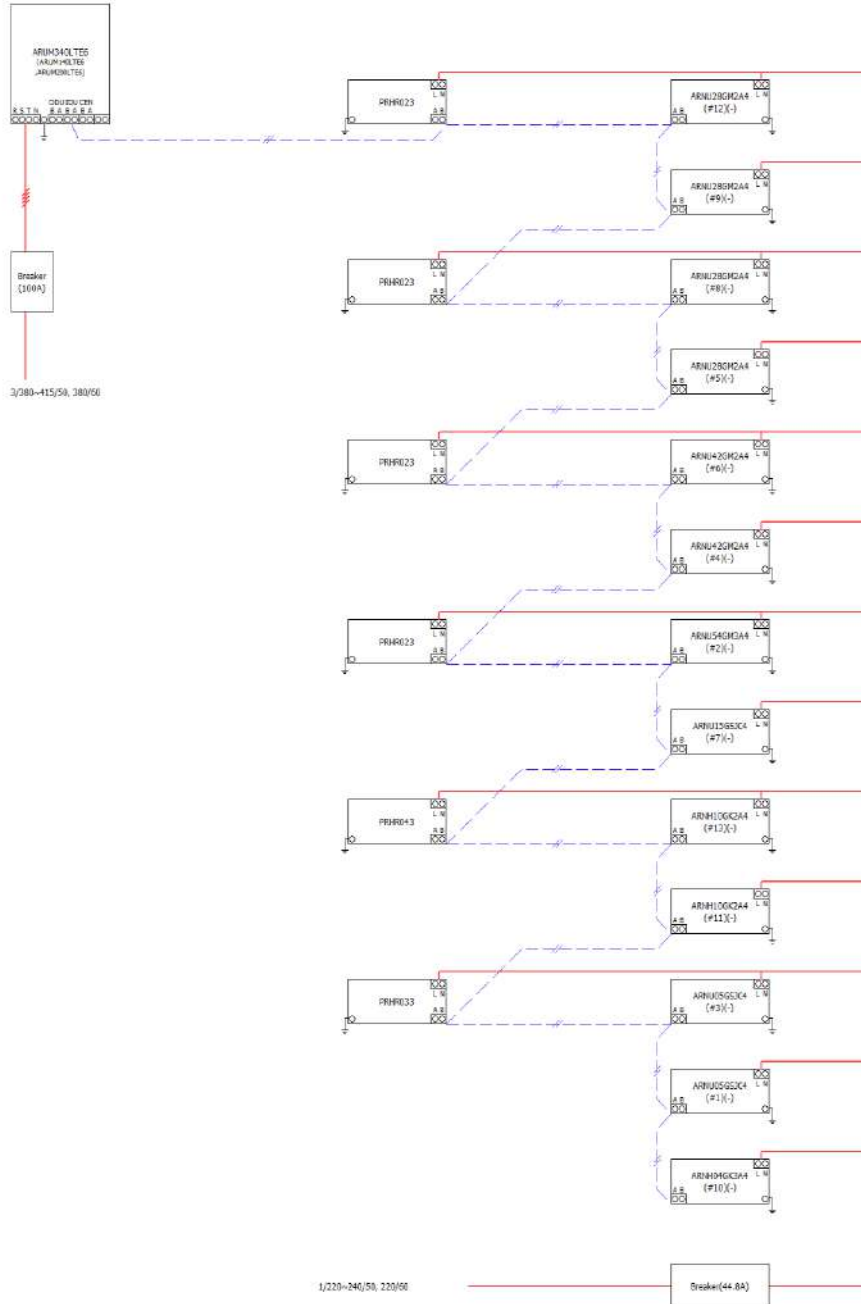 ARUM340LTE6
(ARUM140LTE6
,ARUM200LTE6)
ODU IDU CEN
R S T N B A B A B A
Breaker
(100A)
3/380~415/50, 380/60
PRHR023
L N
A B
ARNU28GM2A4
(#12)(-)
L N
A B
ARNU28GM2A4
(#9)(-)
L N
A B
PRHR023
L N
A B
ARNU28GM2A4
(#8)(-)
L N
A B
ARNU28GM2A4
(#5)(-)
L N
A B
PRHR023
L N
A B
ARNU42GM2A4
(#6)(-)
L N
A B
ARNU42GM2A4
(#4)(-)
L N
A B
PRHR023
L N
A B
ARNU54GM3A4
(#2)(-)
L N
A B
ARNU15GSJC4
(#7)(-)
L N
A B
PRHR043
L N
A B
ARNH10GK2A4
(#13)(-)
L N
A B
ARNH10GK2A4
(#11)(-)
L N
A B
PRHR033
L N
A B
ARNU05GSJC4
(#3)(-)
L N
A B
ARNU05GSJC4
(#1)(-)
L N
A B
ARNH04GK3A4
(#10)(-)
L N
A B
1/220~240/50, 220/60
Breaker(44.8A)